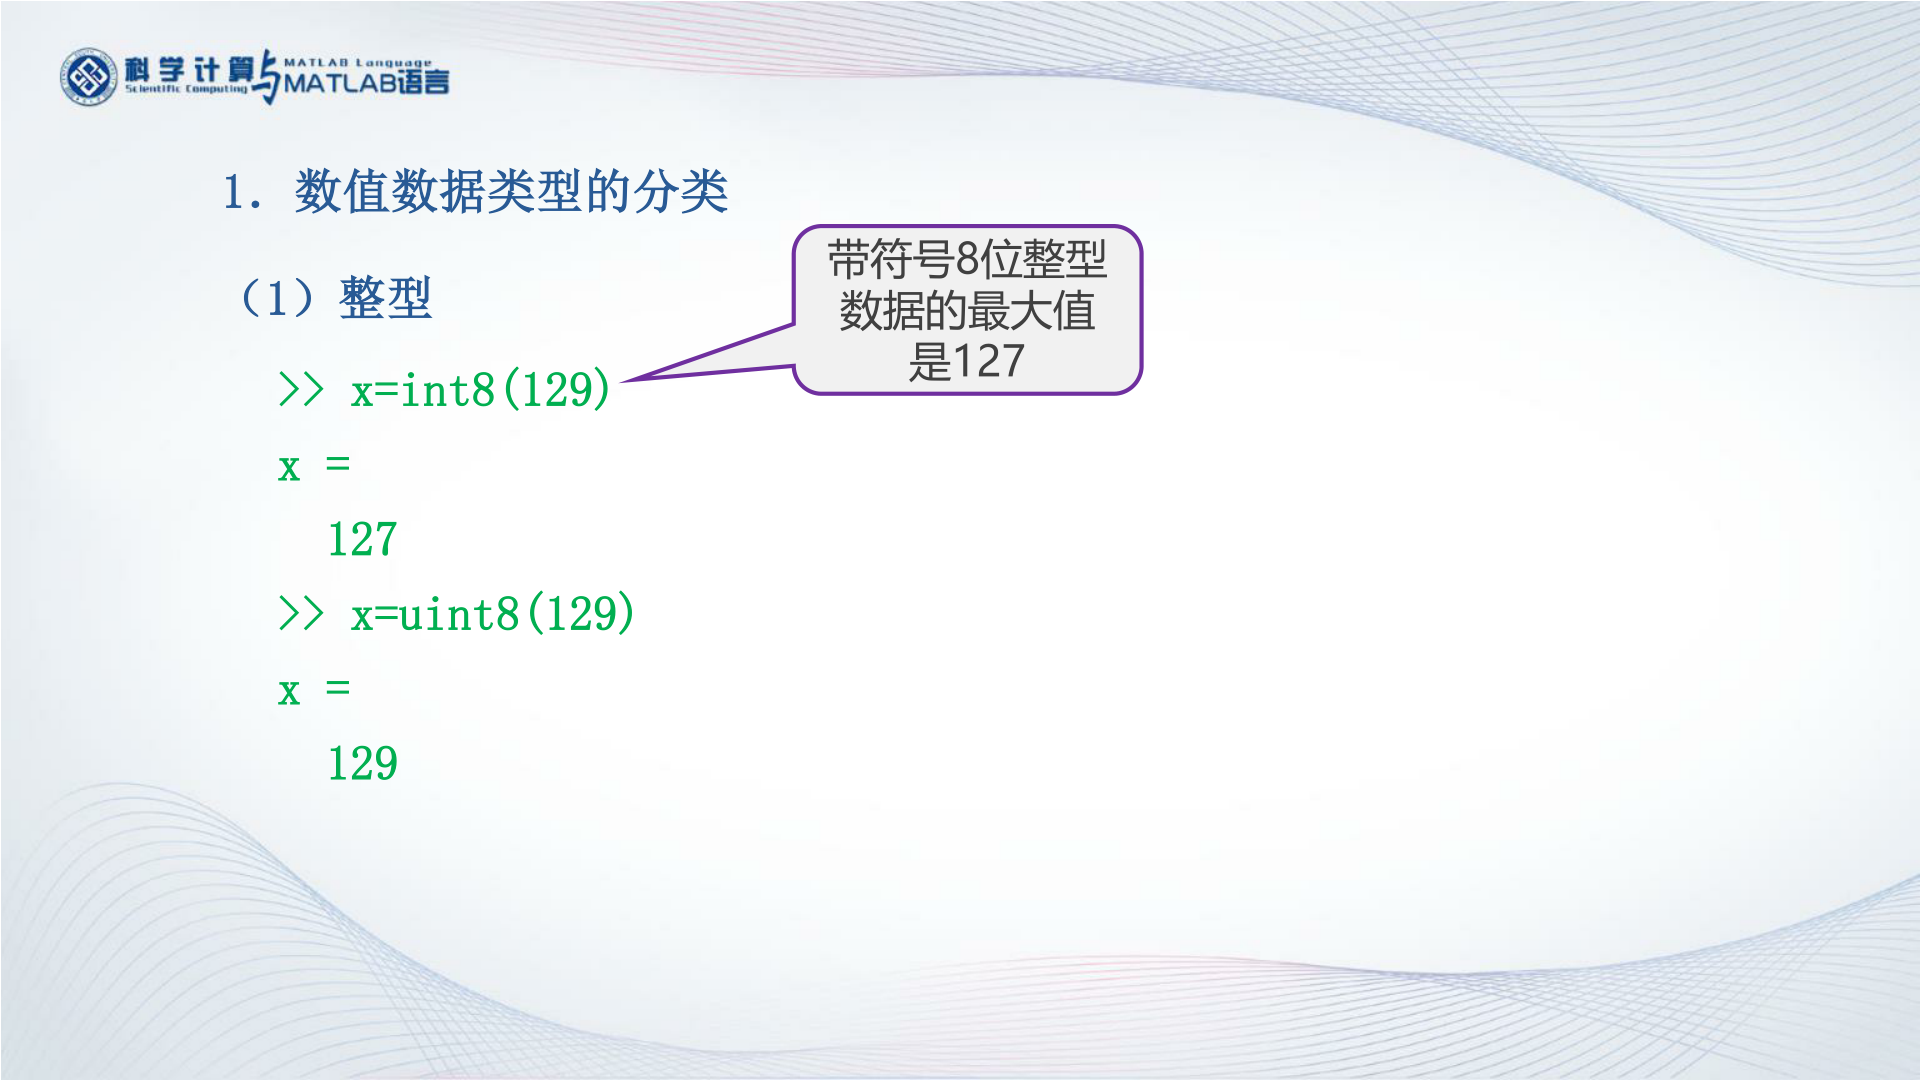 科学计算与MATLAB语言
Scientific Computing
MATLAB Language
1. 数值数据类型的分类
（1）整型
带符号8位整型
数据的最大值
是127
>> x=int8(129)
x =
127
>> x=uint8(129)
x =
129